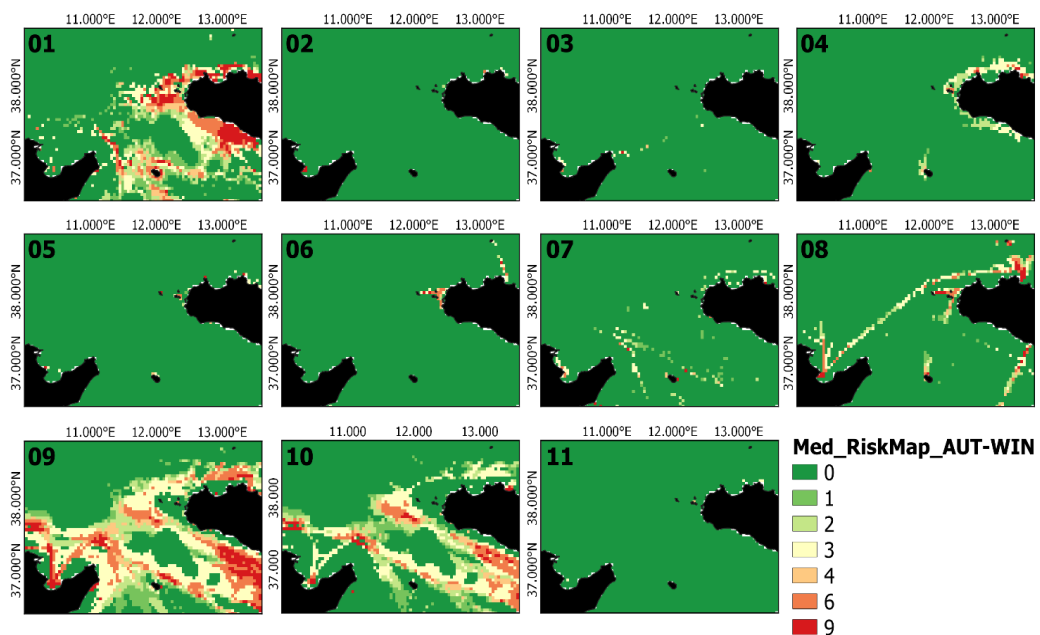 11.000°E 12.000°E 13.000°E 11.000°E 12.000°E 13.000°E 11.000°E 12.000°E 13.000°E 11.000°E 12.000°E 13.000°E
01 02 03 04
38.000°N 38.000°N 38.000°N 38.000°N
37.000°N 37.000°N 37.000°N 37.000°N
11.000°E 12.000°E 13.000°E 11.000°E 12.000°E 13.000°E 11.000°E 12.000°E 13.000°E 11.000°E 12.000°E 13.000°E
05 06 07 08
38.000°N 38.000°N 38.000°N 38.000°N
37.000°N 37.000°N 37.000°N 37.000°N
11.000°E 12.000°E 13.000°E 11.000 12.000 13.000 11.000°E 12.000°E 13.000°E
09 10 11
38.000°N 38.000 38.000°N
37.000°N 37.000 37.000°N
Med_RiskMap_AUT-WIN
0
1
2
3
4
6
9